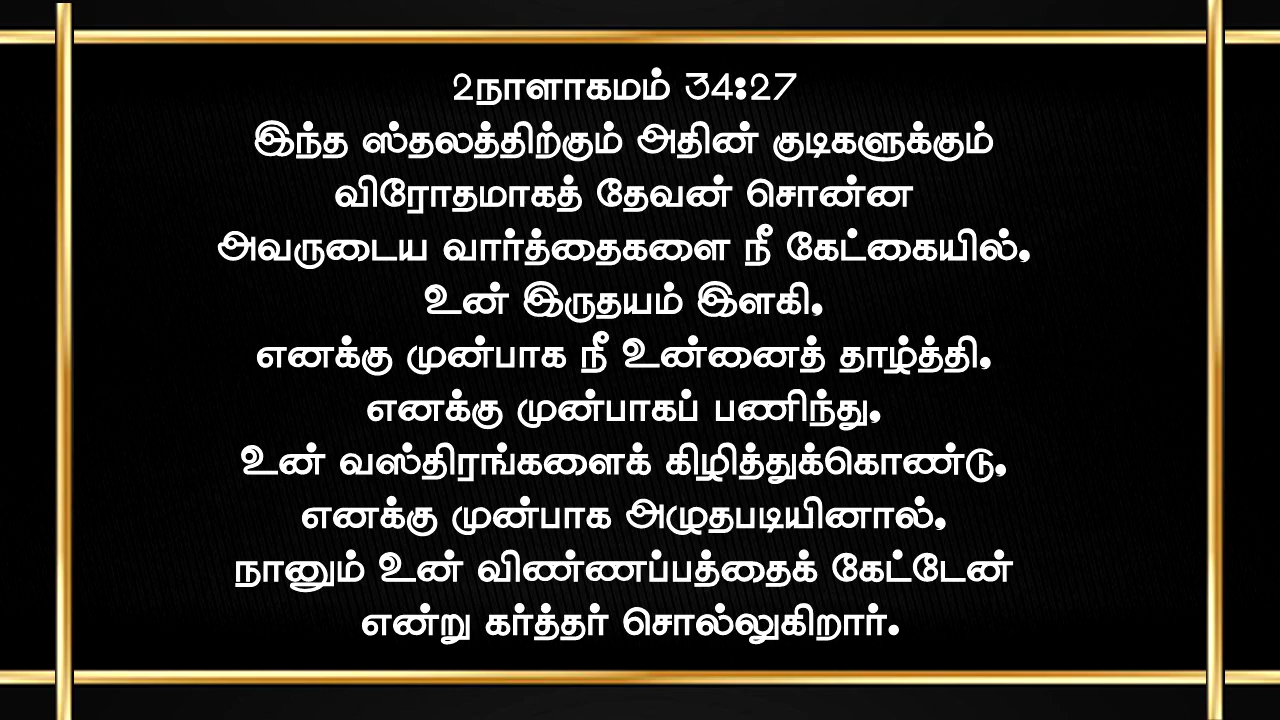 2நாளாகமம் 34:27
இந்த ஸ்தலத்திற்கும் அதின் குடிகளுக்கும்
விரோதமாகத் தேவன் சொன்ன
அவருடைய வார்த்தைகளை நீ கேட்கையில்,
உன் இருதயம் இளகி,
எனக்கு முன்பாக நீ உன்னைத் தாழ்த்தி,
எனக்கு முன்பாகப் பணிந்து,
உன் வஸ்திரங்களைக் கிழித்துக்கொண்டு,
எனக்கு முன்பாக அழுதபடியினால்,
நானும் உன் விண்ணப்பத்தைக் கேட்டேன்
என்று கர்த்தர் சொல்லுகிறார்.